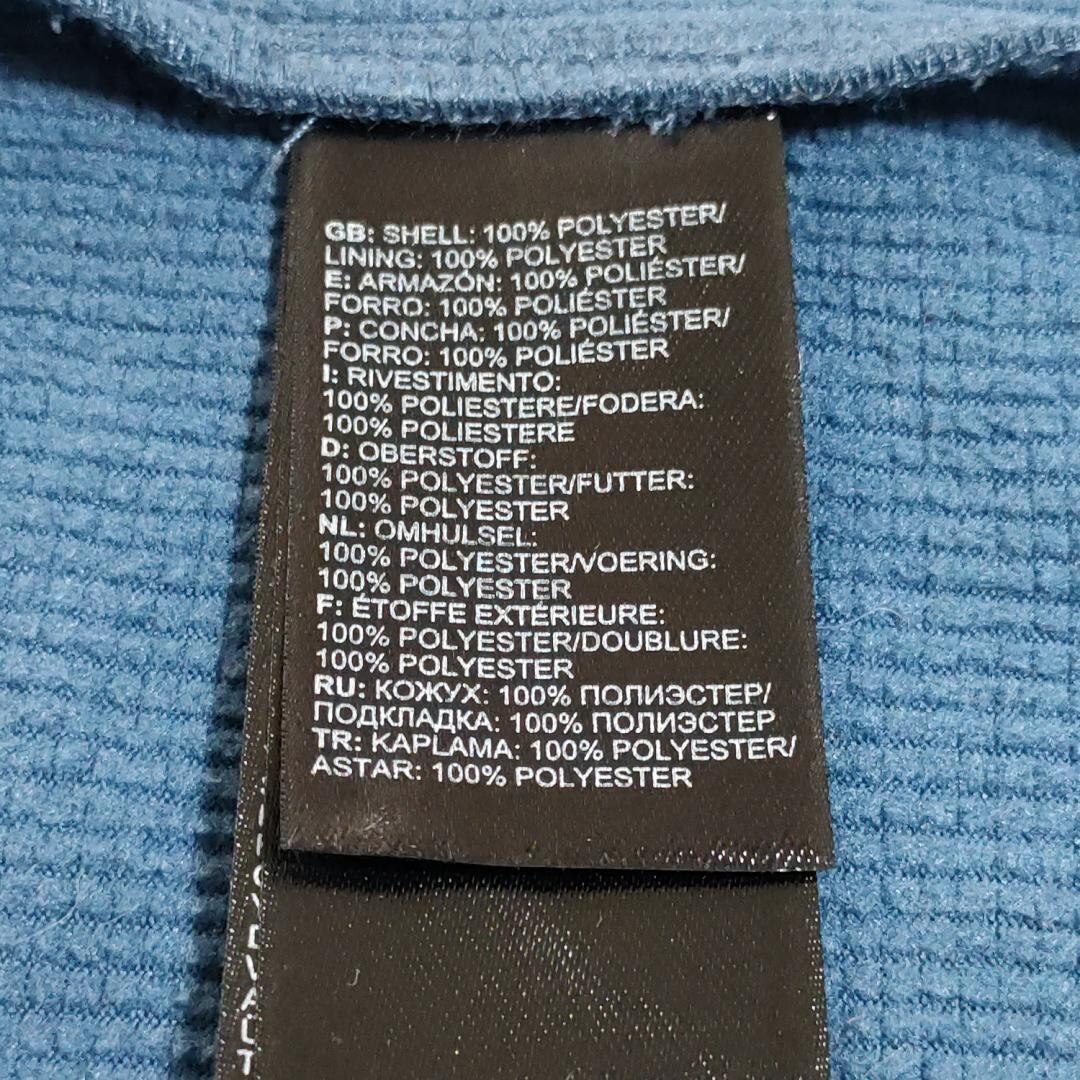 GB: SHELL: 100% POLYESTER/
LINING: 100% POLYESTER
E: ARMAZÓN: 100% POLIÉSTER/
FORRO: 100% POLIÉSTER
P: CONCHA: 100% POLIÉSTER/
FORRO: 100% POLIÉSTER
I: RIVESTIMENTO:
100% POLIESTERE/FODERA:
100% POLIESTERE
D: OBERSTOFF:
100% POLYESTER/FUTTER:
100% POLYESTER
NL: OMHULSEL:
100% POLYESTER/VOERING:
100% POLYESTER
F: ÉTOFFE EXTÉRIEURE:
100% POLYESTER/DOUBLURE:
100% POLYESTER
RU: КОЖУХ: 100% ПОЛИЭСТЕР/
ПОДКЛАДКА: 100% ПОЛИЭСТЕР
TR: KAPLAMA: 100% POLYESTER/
ASTAR: 100% POLYESTER